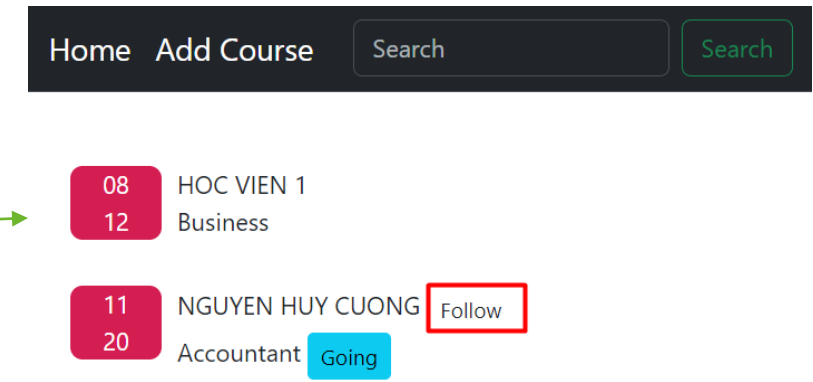 Home Add Course Search Search
08 HOC VIEN 1
12 Business
11 NGUYEN HUY CUONG Follow
20 Accountant Going